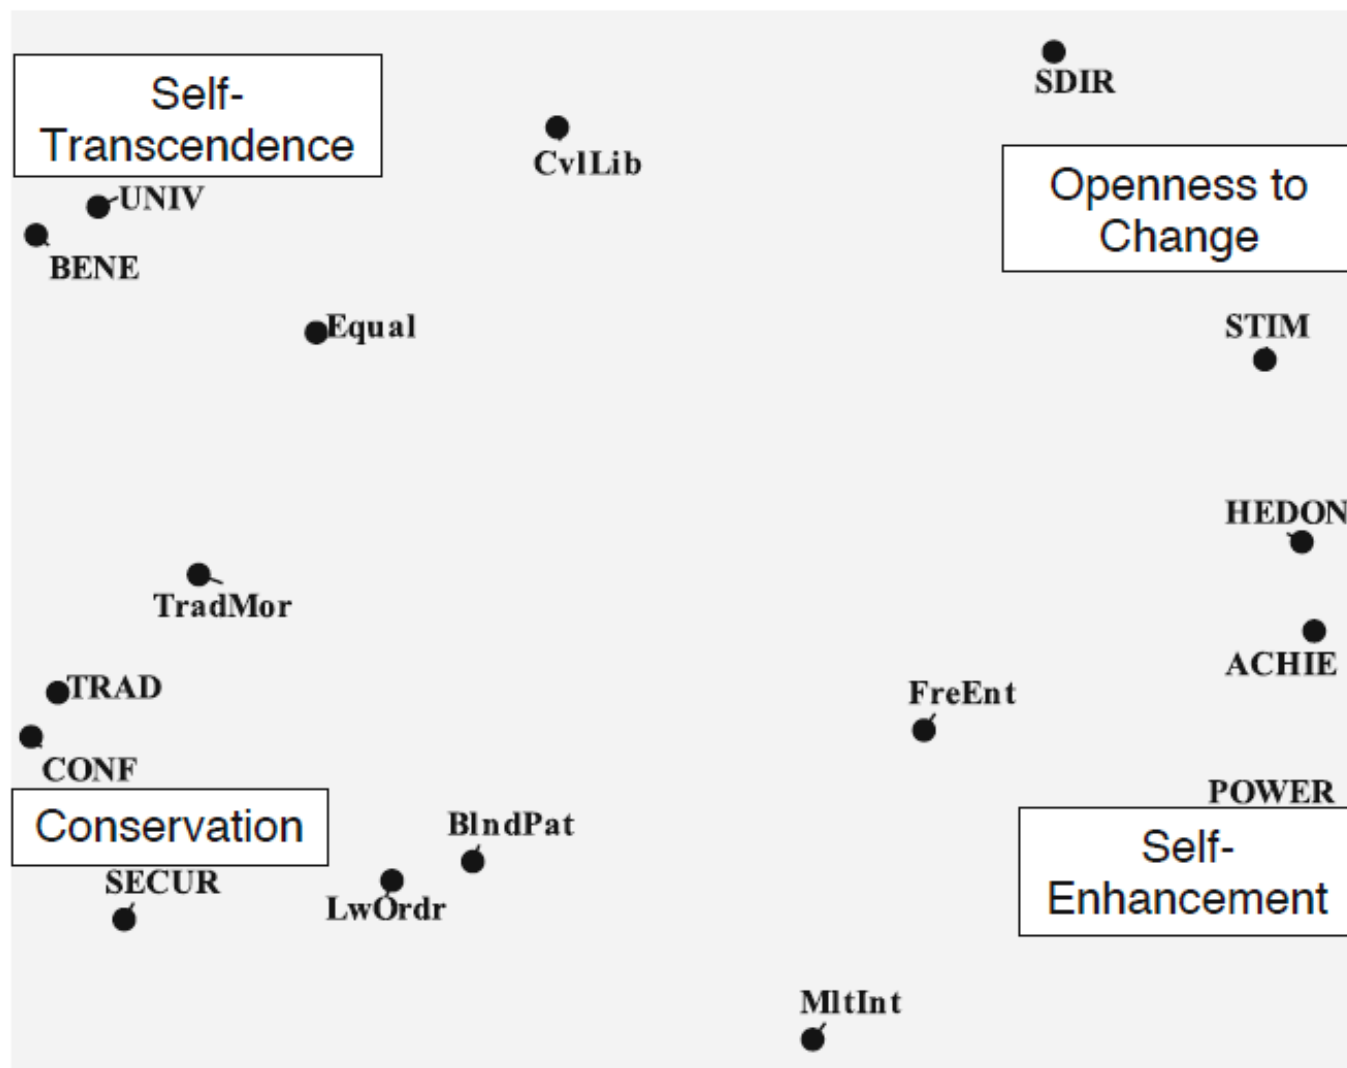 SDIR
Self-
Transcendence
CvlLib
UNIV
Openness to
Change
BENE
Equal
STIM
HEDON
TradMor
ACHIE
TRAD
FreEnt
CONF
POWER
Conservation
BlndPat
Self-
Enhancement
SECUR
LwOrdr
MltInt